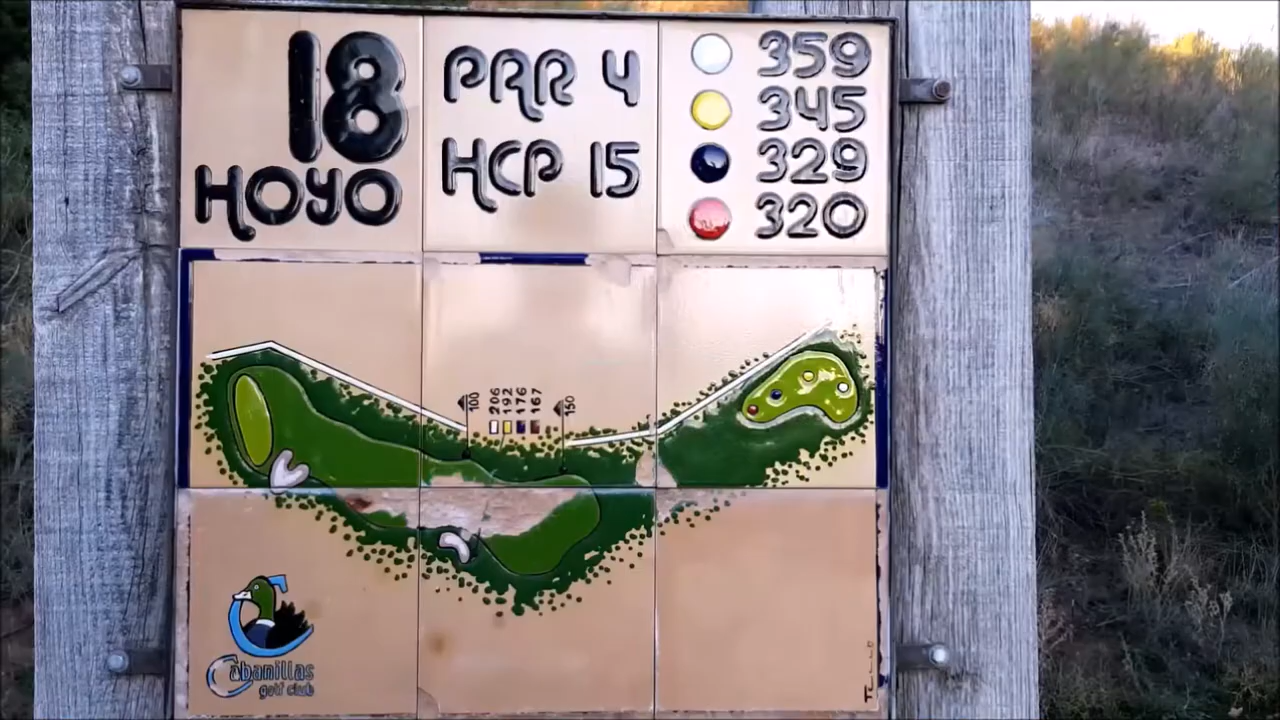 18
HOYO
PAR 4
HCP 15
359
345
329
320
100
206
192
176
167
150
Cabanillas
golf club